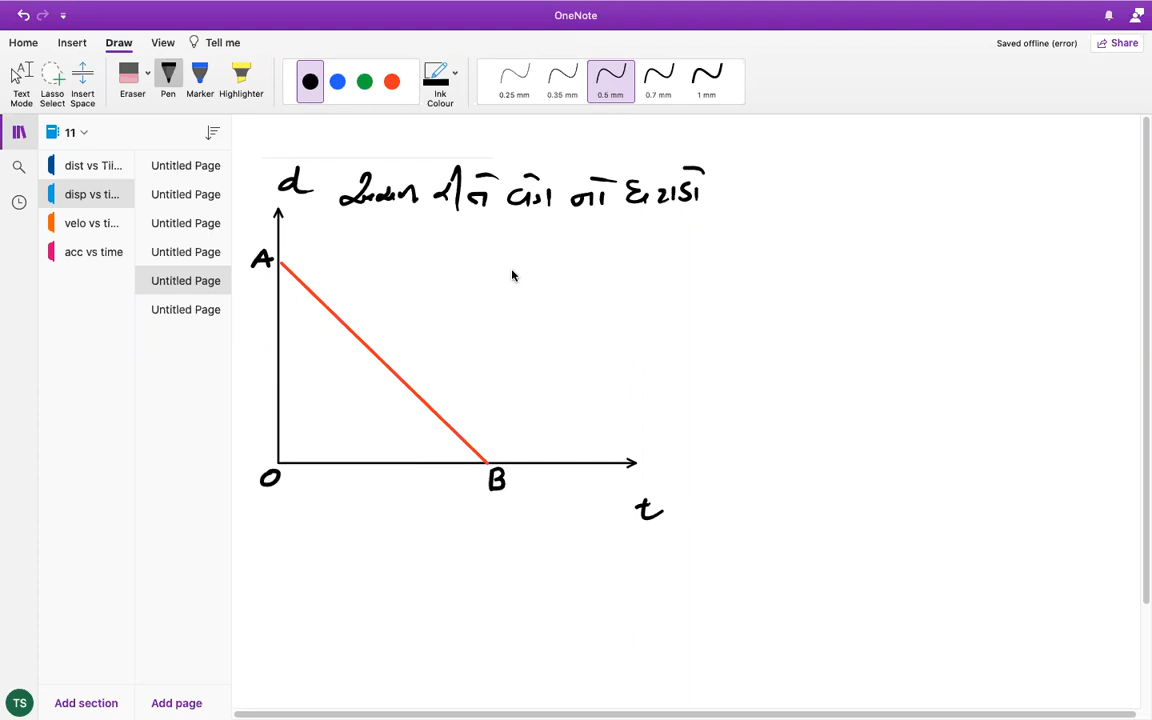 OneNote
Home Insert Draw View Tell me
Saved offline (error) Share
Text Mode
Lasso Select
Insert Space
Eraser
Pen
Marker
Highlighter
Ink Colour
0.25 mm
0.35 mm
0.5 mm
0.7 mm
1 mm
11
dist vs Tii...
disp vs ti...
velo vs ti...
acc vs time
Untitled Page
Untitled Page
Untitled Page
Untitled Page
Untitled Page
Untitled Page
d
A
O
B
t
TS
Add section
Add page